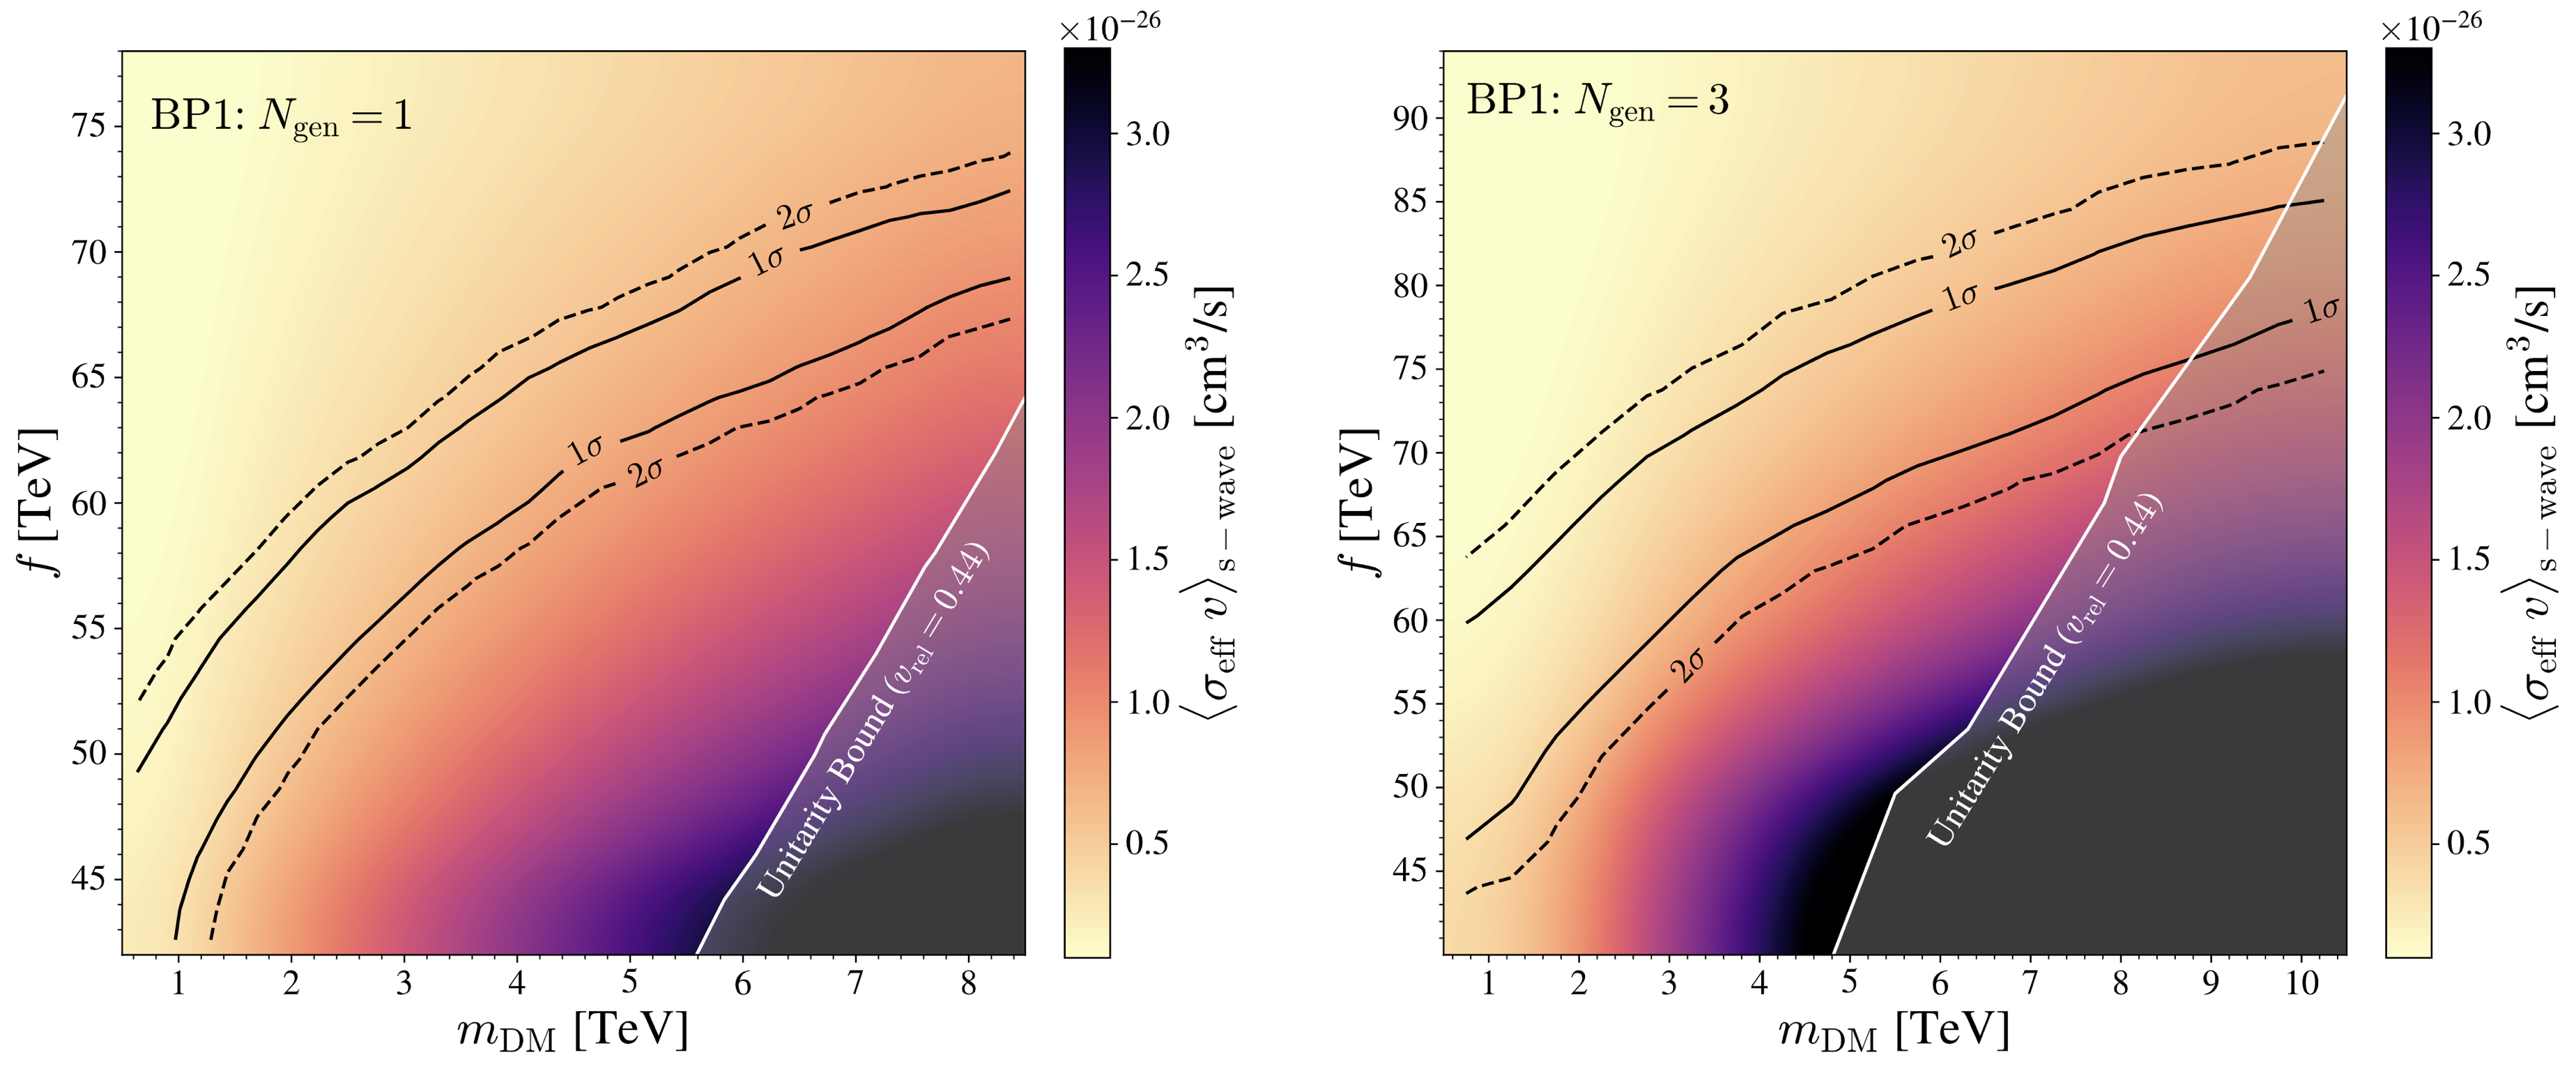 BP1: N_gen = 1
×10⁻²⁶
75
70
65
60
55
50
45
f [TeV]
1 2 3 4 5 6 7 8
m_DM [TeV]
2σ
1σ
1σ
2σ
Unitarity Bound (v_rel = 0.44)
3.0
2.5
2.0
1.5
1.0
0.5
⟨σ_eff v⟩_s−wave [cm³/s]
BP1: N_gen = 3
×10⁻²⁶
90
85
80
75
70
65
60
55
50
45
f [TeV]
1 2 3 4 5 6 7 8 9 10
m_DM [TeV]
2σ
1σ
1σ
2σ
Unitarity Bound (v_rel = 0.44)
3.0
2.5
2.0
1.5
1.0
0.5
⟨σ_eff v⟩_s−wave [cm³/s]